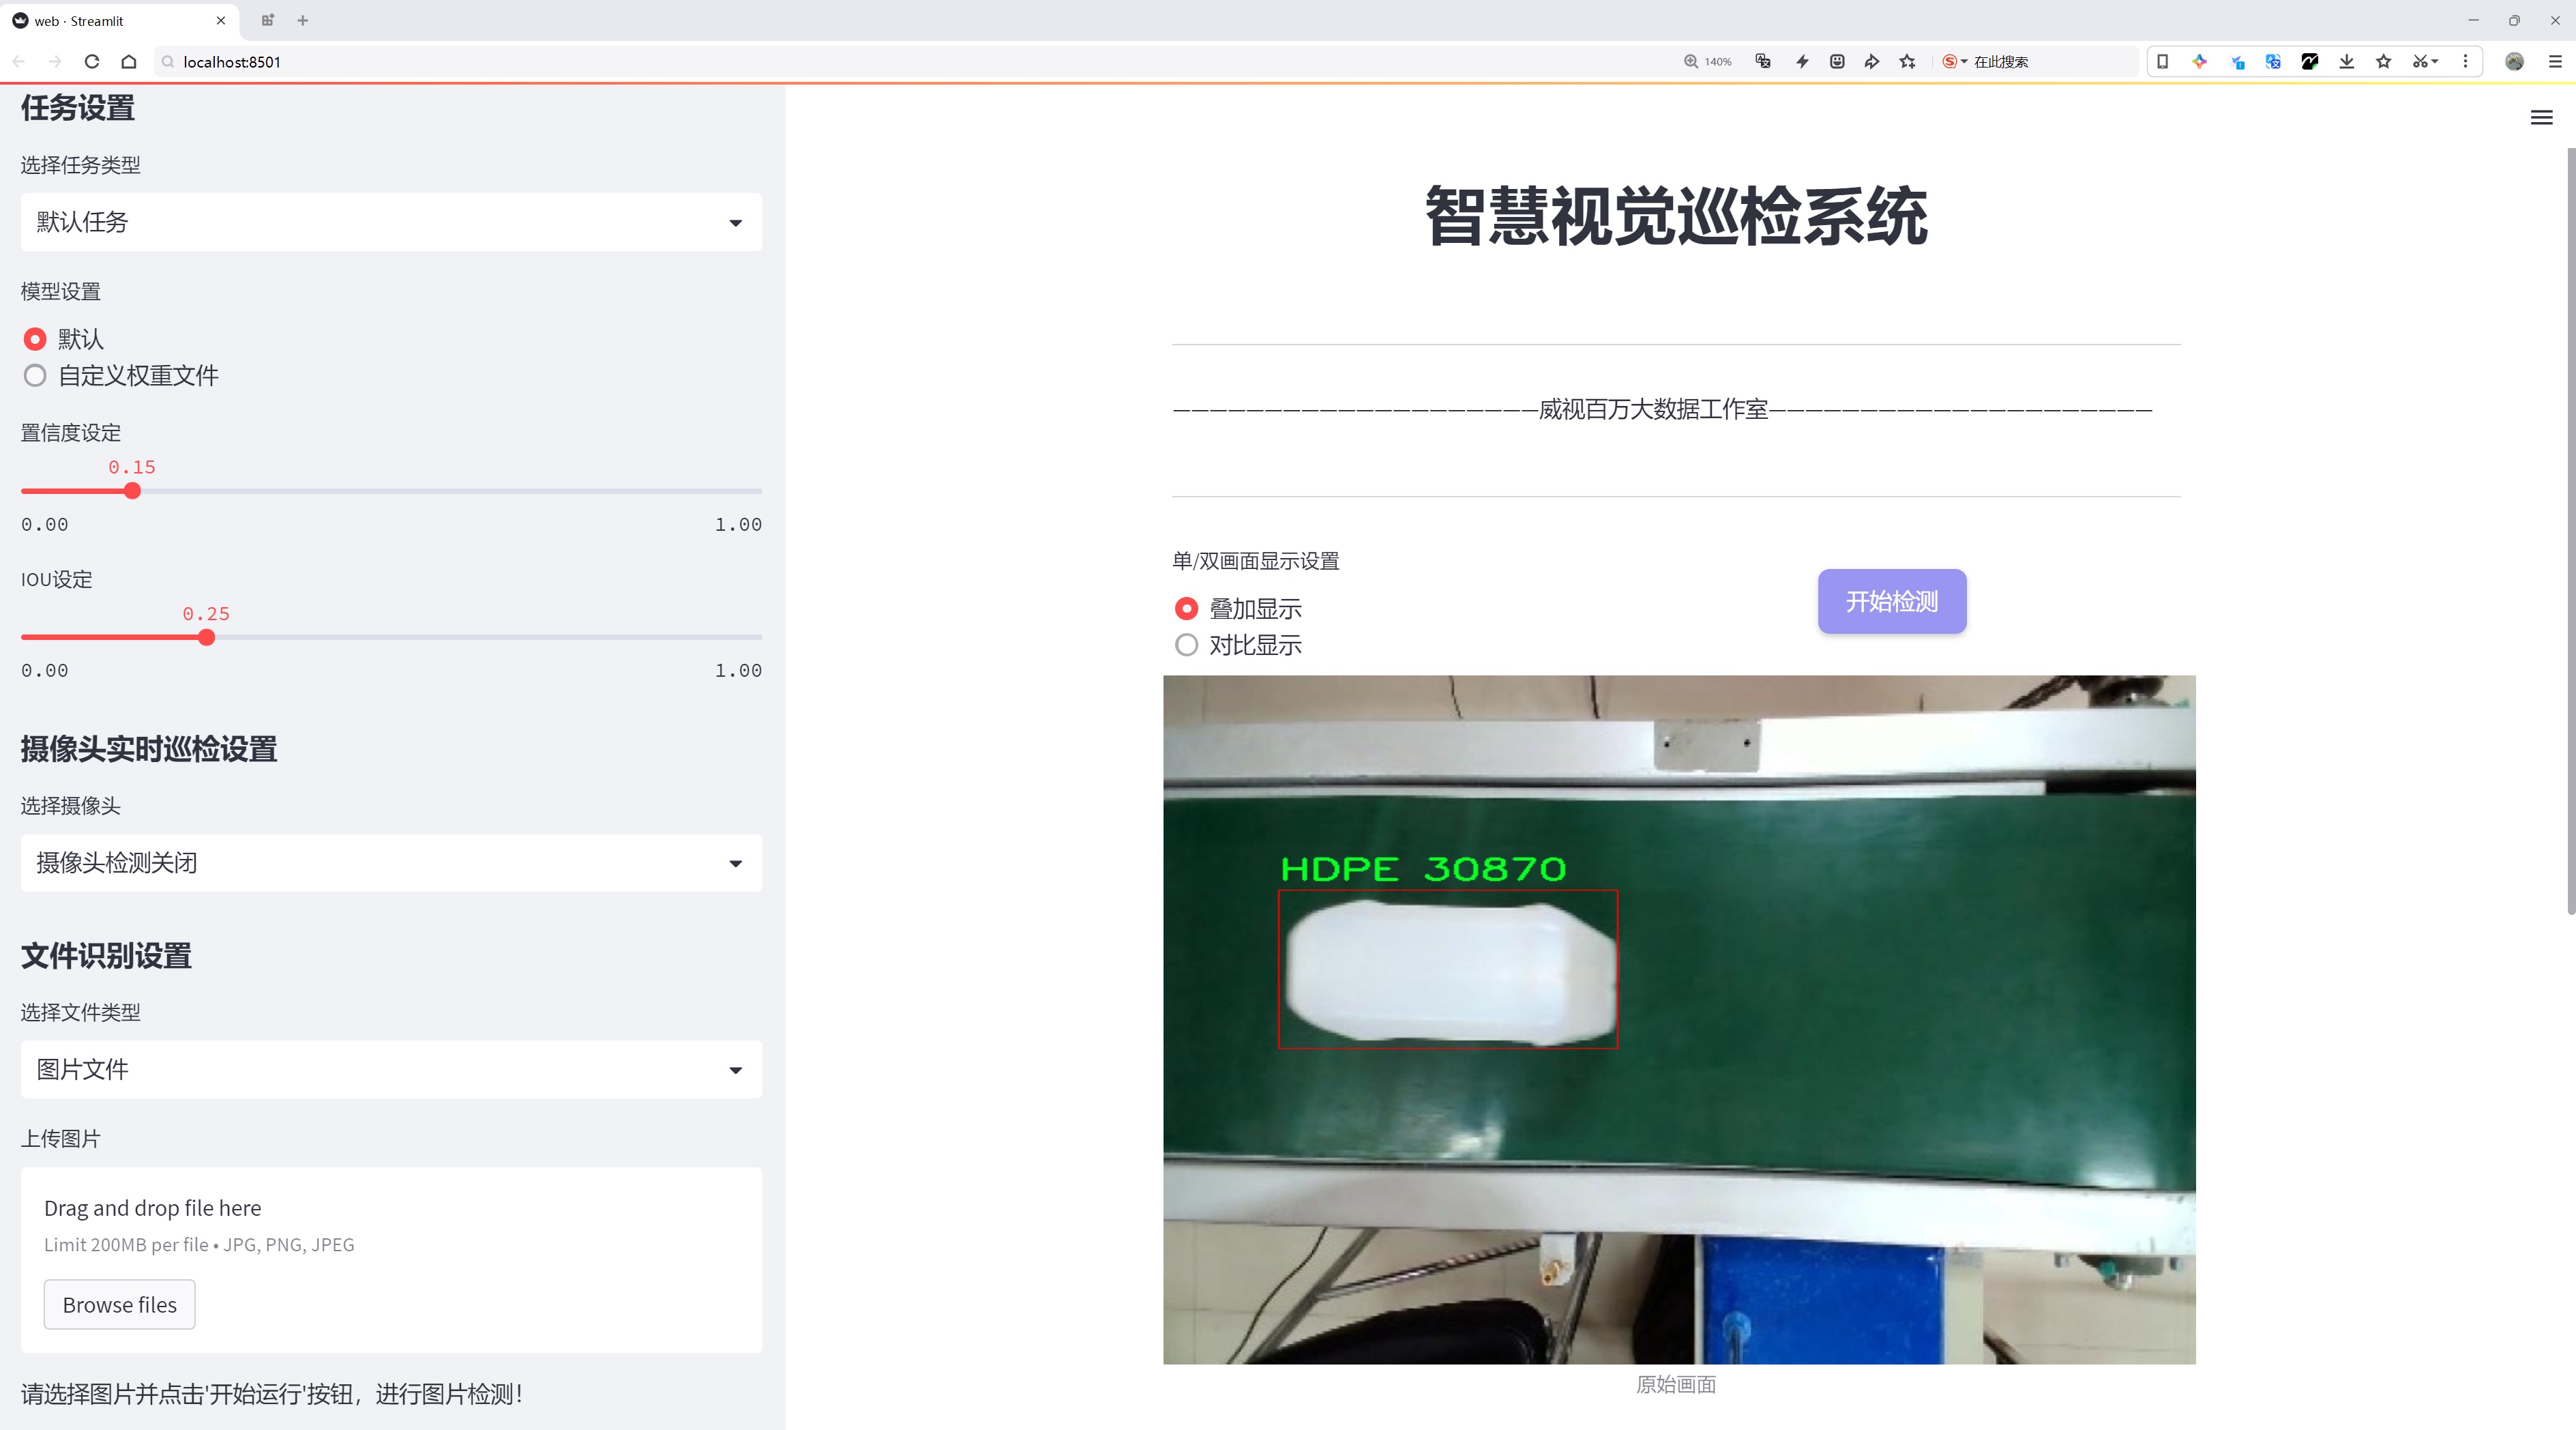 web · Streamlit
localhost:8501
140%
在此搜索
任务设置
选择任务类型
默认任务
模型设置
默认
自定义权重文件
置信度设定
0.15
0.00
1.00
IOU设定
0.25
0.00
1.00
摄像头实时巡检设置
选择摄像头
摄像头检测关闭
文件识别设置
选择文件类型
图片文件
上传图片
Drag and drop file here
Limit 200MB per file • JPG, PNG, JPEG
Browse files
请选择图片并点击'开始运行'按钮，进行图片检测！
智慧视觉巡检系统
————————————————————威视百万大数据工作室—————————————————————
单/双画面显示设置
叠加显示
对比显示
开始检测
HDPE 30870
原始画面